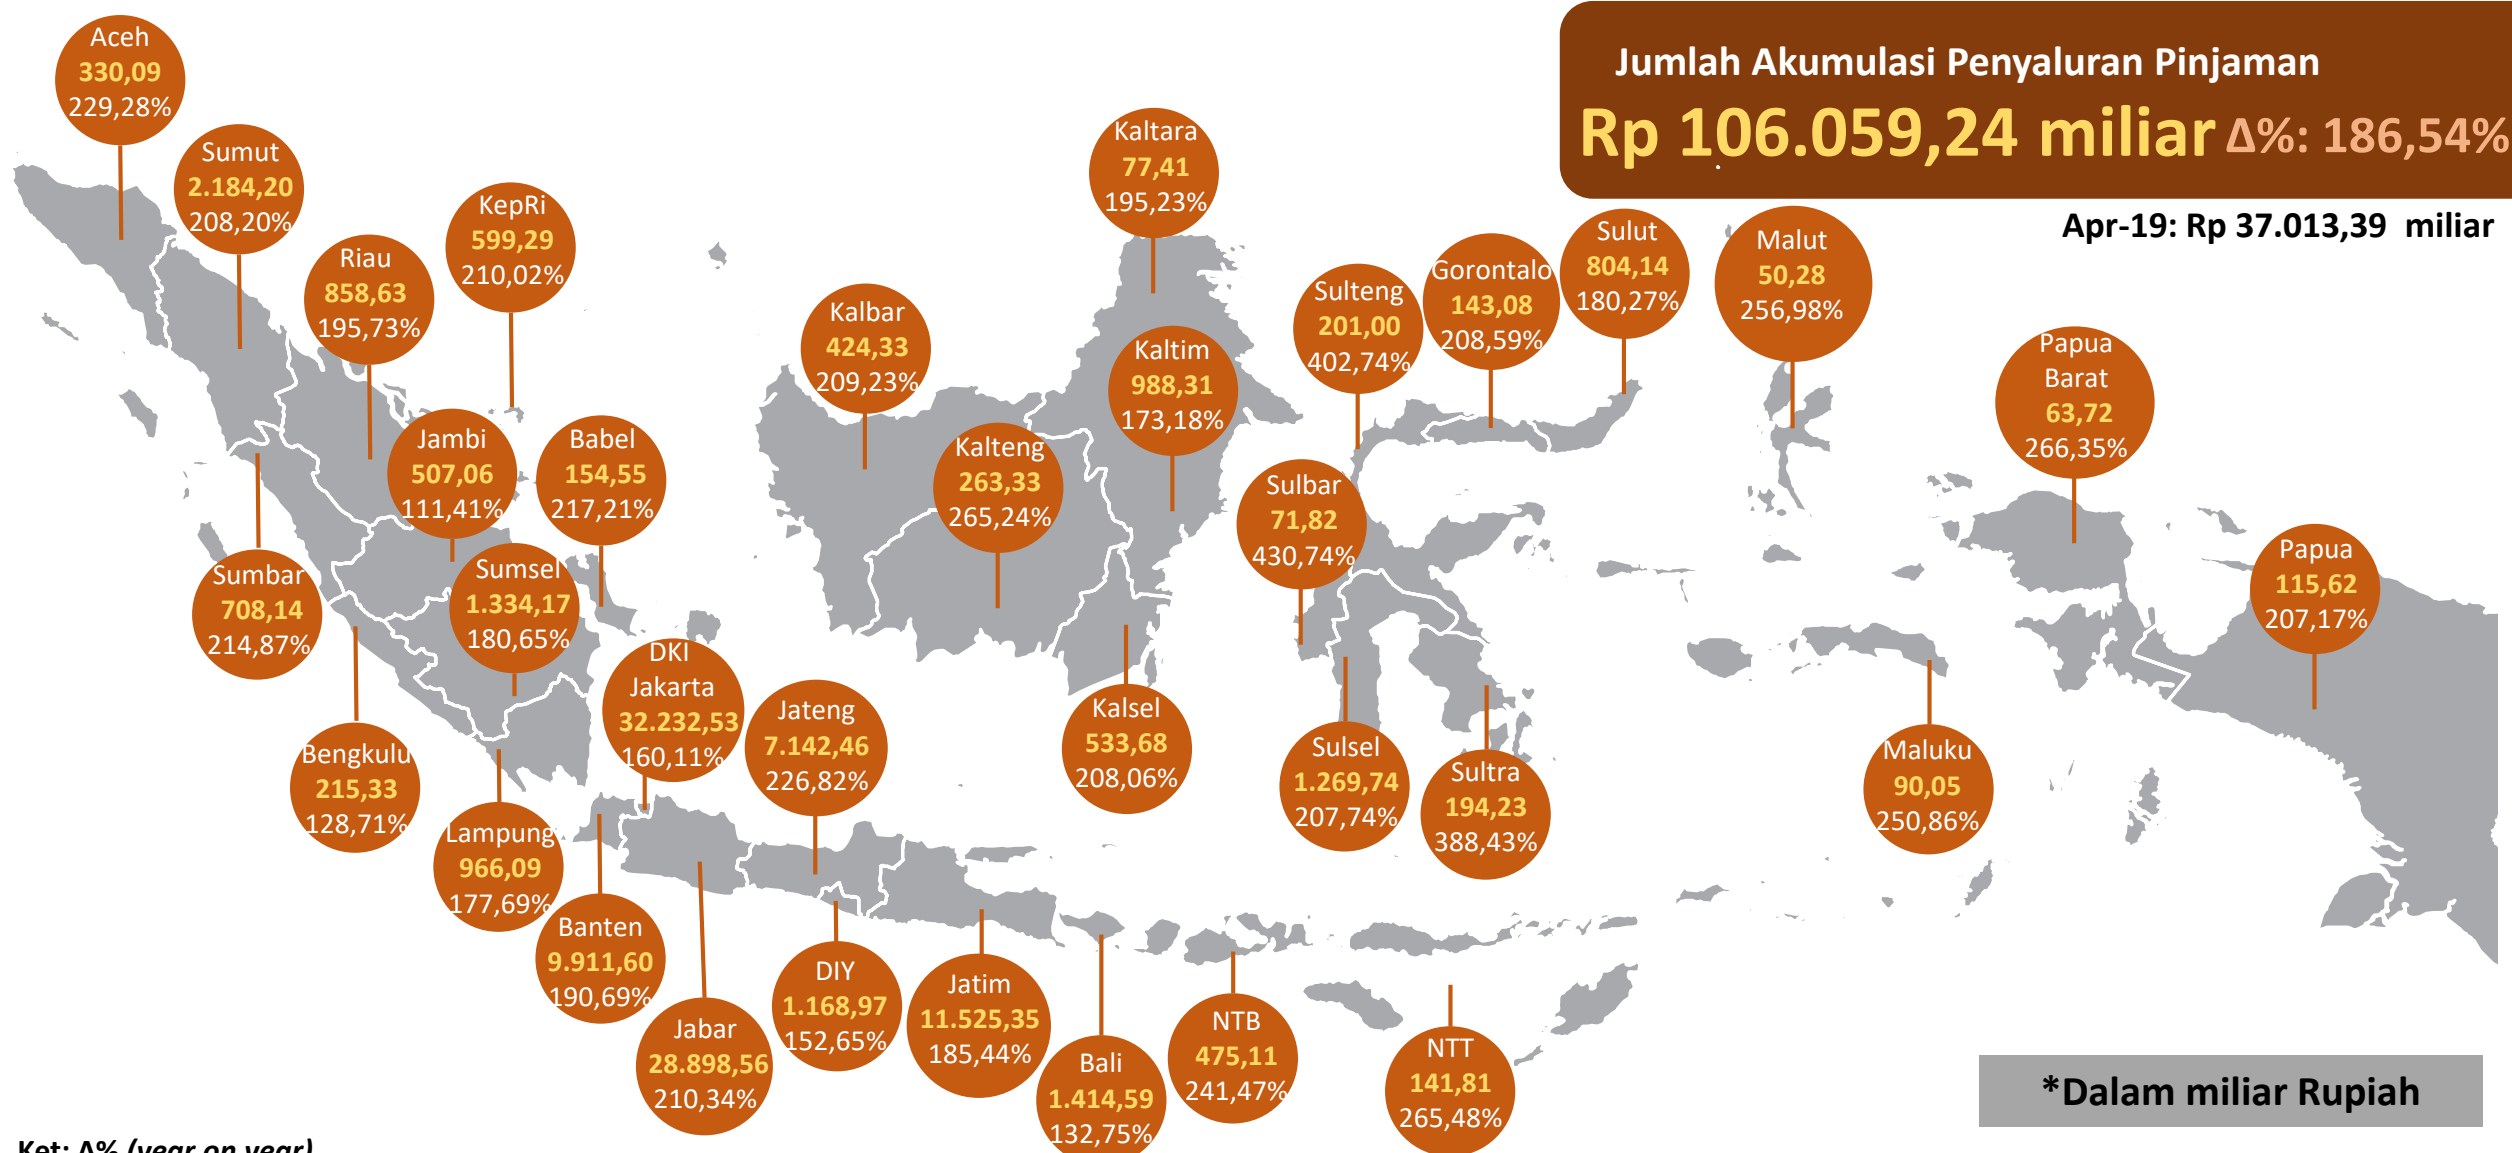 Jumlah Akumulasi Penyaluran Pinjaman
Rp 106.059,24 miliar Δ%: 186,54%
Apr-19: Rp 37.013,39 miliar
Aceh
330,09
229,28%
Sumut
2.184,20
208,20%
Riau
858,63
195,73%
KepRi
599,29
210,02%
Jambi
507,06
111,41%
Babel
154,55
217,21%
Sumbar
708,14
214,87%
Sumsel
1.334,17
180,65%
Bengkulu
215,33
128,71%
Lampung
966,09
177,69%
DKI
Jakarta
32.232,53
160,11%
Banten
9.911,60
190,69%
Jabar
28.898,56
210,34%
Jateng
7.142,46
226,82%
DIY
1.168,97
152,65%
Jatim
11.525,35
185,44%
Bali
1.414,59
132,75%
NTB
475,11
241,47%
NTT
141,81
265,48%
Kalbar
424,33
209,23%
Kalteng
263,33
265,24%
Kaltara
77,41
195,23%
Kaltim
988,31
173,18%
Kalsel
533,68
208,06%
Sulteng
201,00
402,74%
Gorontalo
143,08
208,59%
Sulut
804,14
180,27%
Sulbar
71,82
430,74%
Sulsel
1.269,74
207,74%
Sultra
194,23
388,43%
Malut
50,28
256,98%
Maluku
90,05
250,86%
Papua
Barat
63,72
266,35%
Papua
115,62
207,17%
*Dalam miliar Rupiah
Ket: Δ% (year on year)